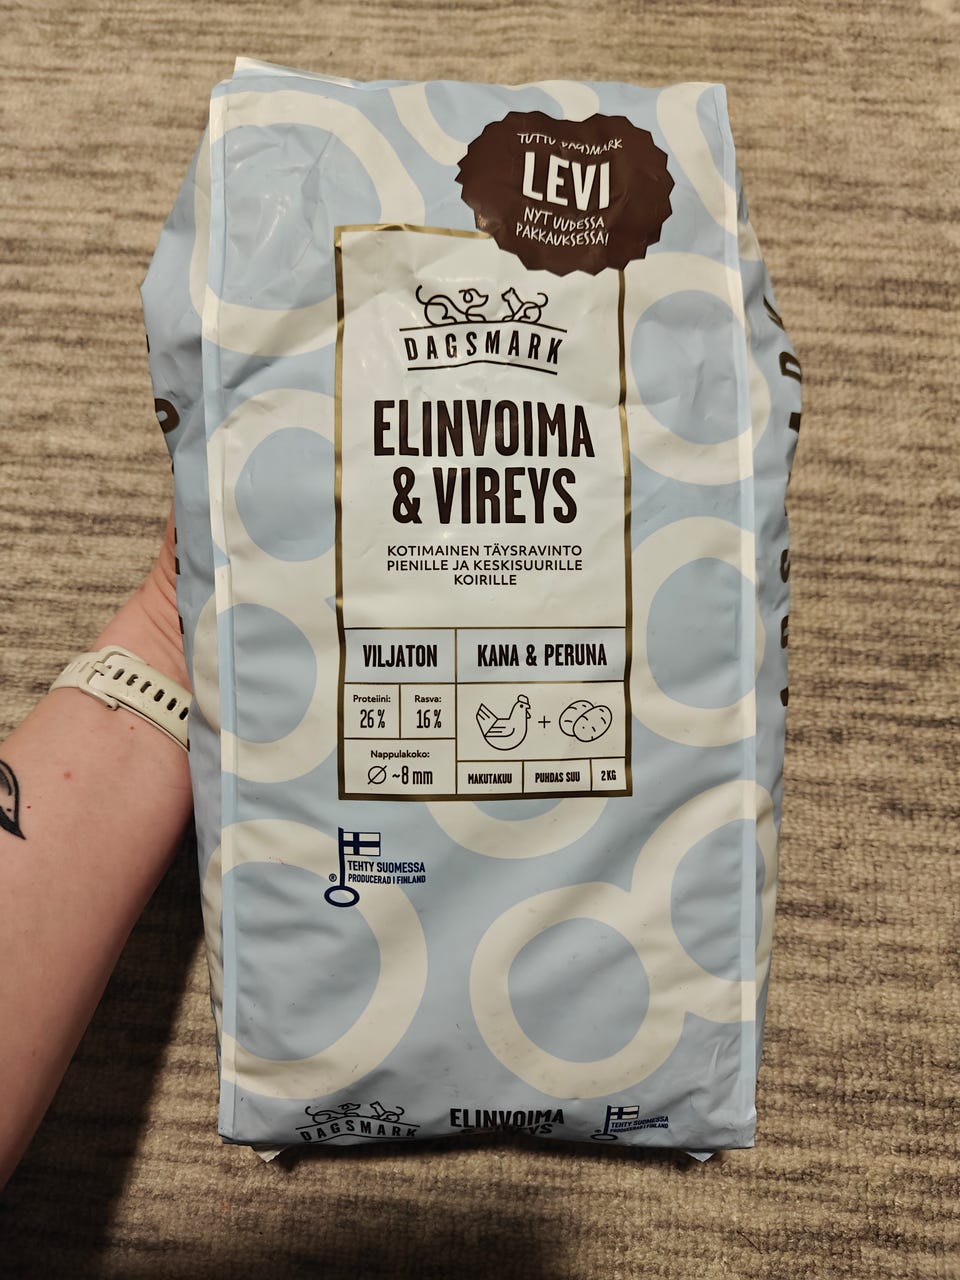 TUTTU DAGSMARK
LEVI
NYT UUDESSA
PAKKAUKSESSA!
DAGSMARK
ELINVOIMA
& VIREYS
KOTIMAINEN TÄYSRAVINTO
PIENILLE JA KESKISUURILLE
KOIRILLE
VILJATON
KANA & PERUNA
Proteiini:
26 %
Rasva:
16 %
+
Nappulakoko:
Ø ~8 mm
MAKUTAKUU
PUHDAS SUU
2 KG
TEHTY SUOMESSA
® PRODUCERAD I FINLAND
DAGSMARK
ELINVOIMA
& VIREYS
TEHTY SUOMESSA
® PRODUCERAD I FINLAND